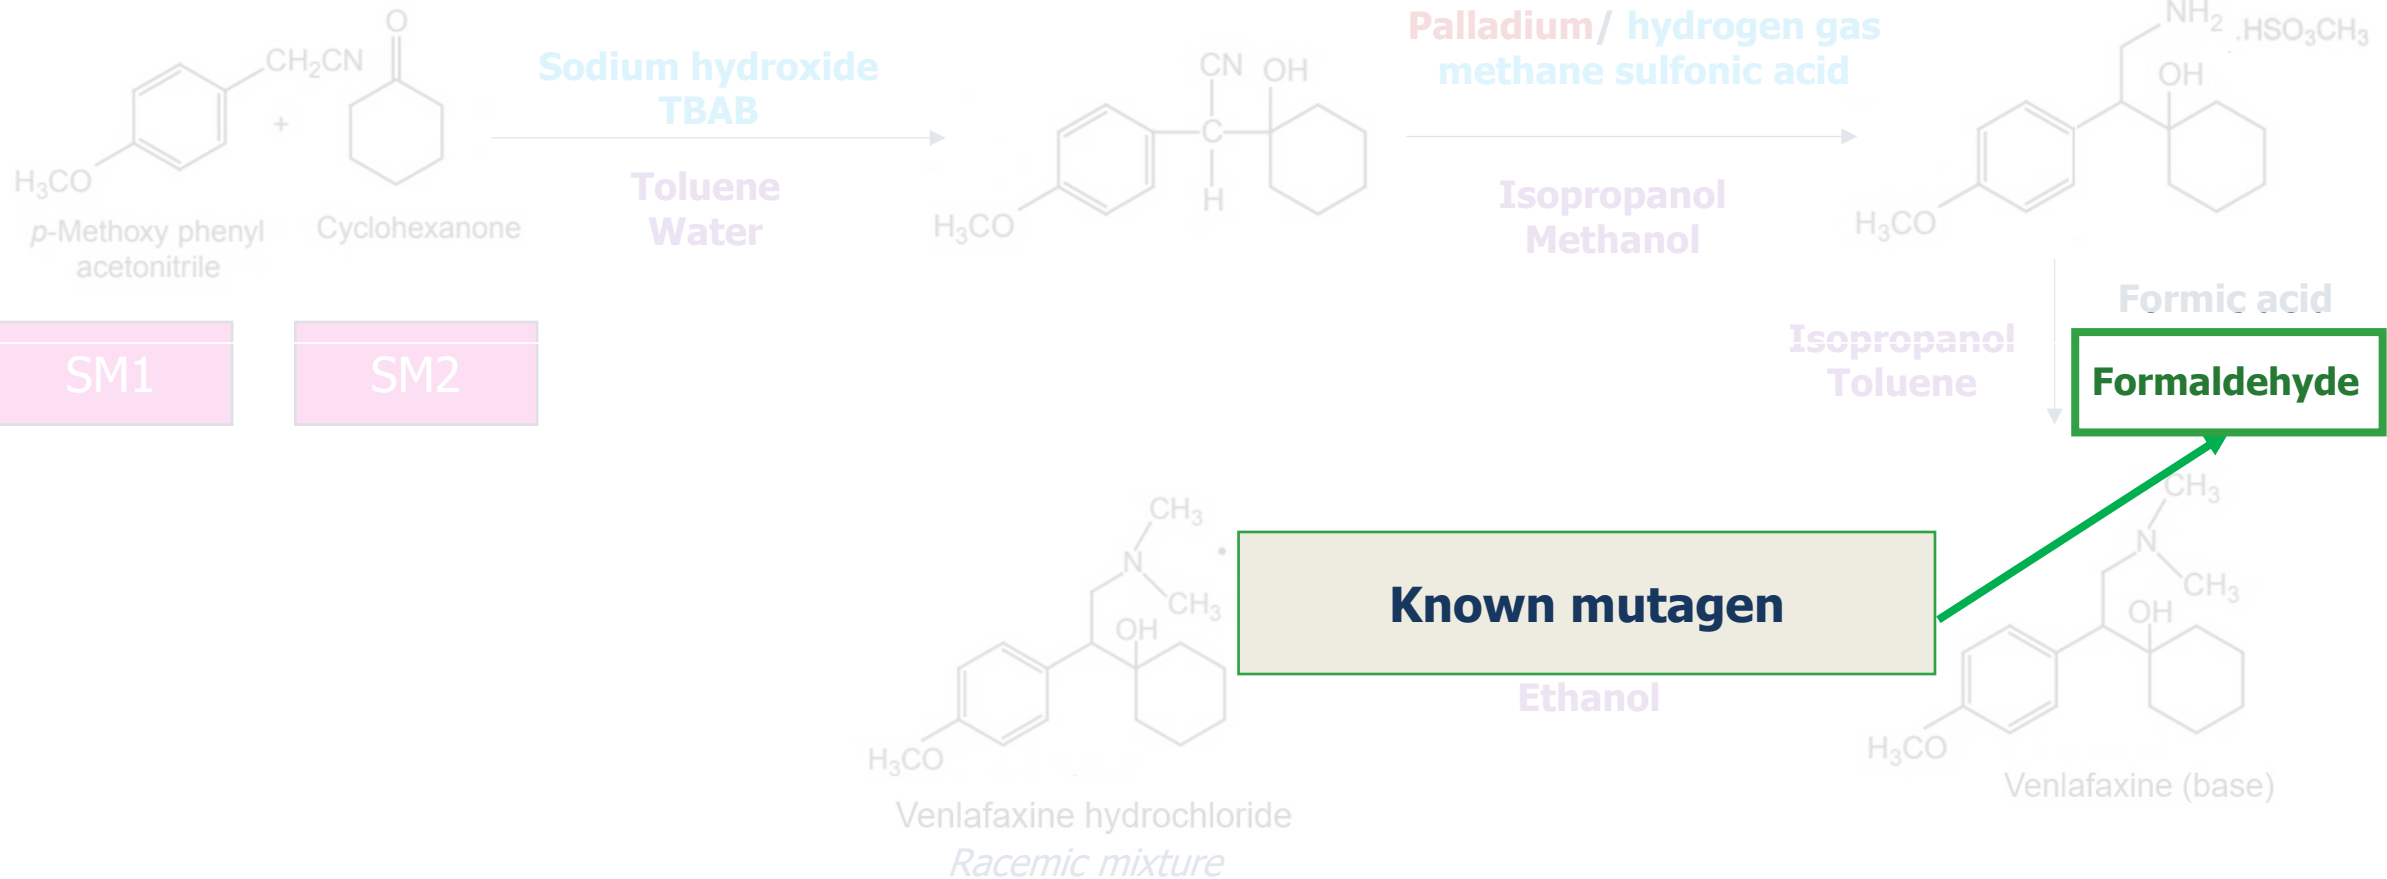 O
CH₂CN
+
H₃CO
p-Methoxy phenyl
acetonitrile
Cyclohexanone
SM1
SM2
Sodium hydroxide
TBAB
Toluene
Water
CN OH
C
H
H₃CO
Palladium/ hydrogen gas
methane sulfonic acid
Isopropanol
Methanol
NH₂
.HSO₃CH₃
OH
H₃CO
Formic acid
Formaldehyde
Isopropanol
Toluene
Known mutagen
Ethanol
CH₃
N
CH₃
OH
H₃CO
Venlafaxine (base)
CH₃
N
CH₃
OH
H₃CO
Venlafaxine hydrochloride
Racemic mixture